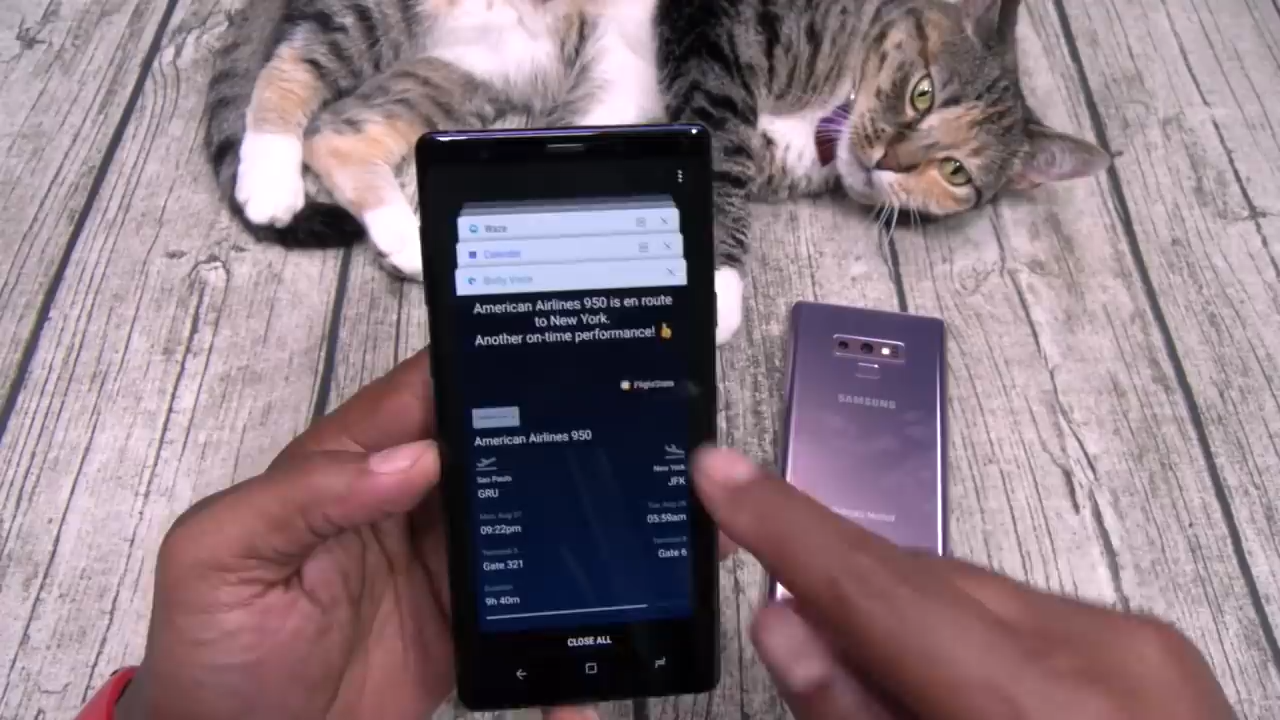 Waze
Calendar
Bixby Voice
American Airlines 950 is en route
to New York.
Another on-time performance! 👍
FlightStats
American Airlines 950
Sao Paulo
New York
GRU
JFK
Mon, Aug 27
Tue, Aug 28
09:22pm
05:59am
Terminal 3
Terminal 8
Gate 321
Gate 6
Duration
9h 40m
CLOSE ALL
SAMSUNG